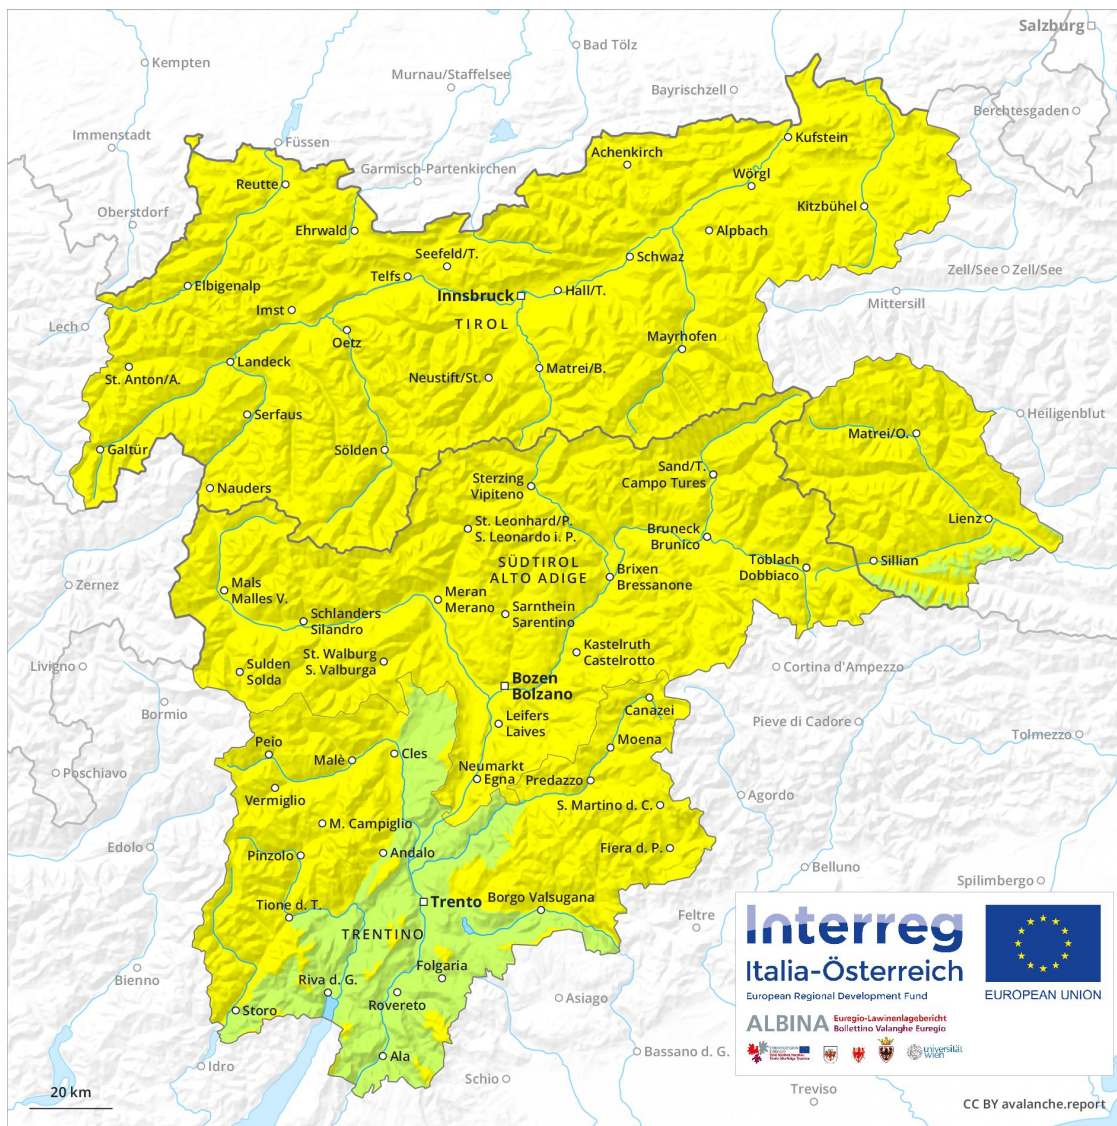 Salzburg
Bad Tölz
Kempten
Murnau/Staffelsee
Bayrischzell
Berchtesgaden
Immenstadt
Füssen
Kufstein
Achenkirch
Garmisch-Partenkirchen
Wörgl
Reutte
Oberstdorf
Kitzbühel
Ehrwald
Alpbach
Seefeld/T.
Schwaz
Telfs
Zell/See
Zell/See
Elbigenalp
Hall/T.
Innsbruck
Mittersill
Imst
TIROL
Lech
Oetz
Mayrhofen
Landeck
Matrei/B.
St. Anton/A.
Neustift/St.
Serfaus
Heiligenblut
Matrei/O.
Galtür
Sölden
Sand/T.
Campo Tures
Sterzing
Vipiteno
Nauders
Lienz
St. Leonhard/P.
S. Leonardo i. P.
Bruneck
Brunico
SÜDTIROL
ALTO ADIGE
Toblach
Dobbiaco
Sillian
Brixen
Bressanone
Zernez
Mals
Malles V.
Meran
Merano
Sarnthein
Sarentino
Schlanders
Silandro
Kastelruth
Castelrotto
St. Walburg
S. Valburga
Livigno
Sulden
Solda
Cortina d'Ampezzo
Bozen
Bolzano
Bormio
Canazei
Leifers
Laives
Pieve di Cadore
Tolmezzo
Peio
Moena
Cles
Malè
Poschiavo
Neumarkt
Egna
Predazzo
Vermiglio
Agordo
S. Martino d. C.
M. Campiglio
Edolo
Pinzolo
Andalo
Fiera d. P.
Belluno
Spilimbergo
Trento
Borgo Valsugana
Tione d. T.
Feltre
TRENTINO
Folgaria
Bienno
Riva d. G.
Asiago
Rovereto
Storo
Ala
Bassano d. G.
Idro
Schio
Treviso
20 km
Interreg
Italia-Österreich
European Regional Development Fund
EUROPEAN UNION
ALBINA
Euregio-Lawinenlagebericht
Bollettino Valanghe Euregio
universität
wien
CC BY avalanche.report